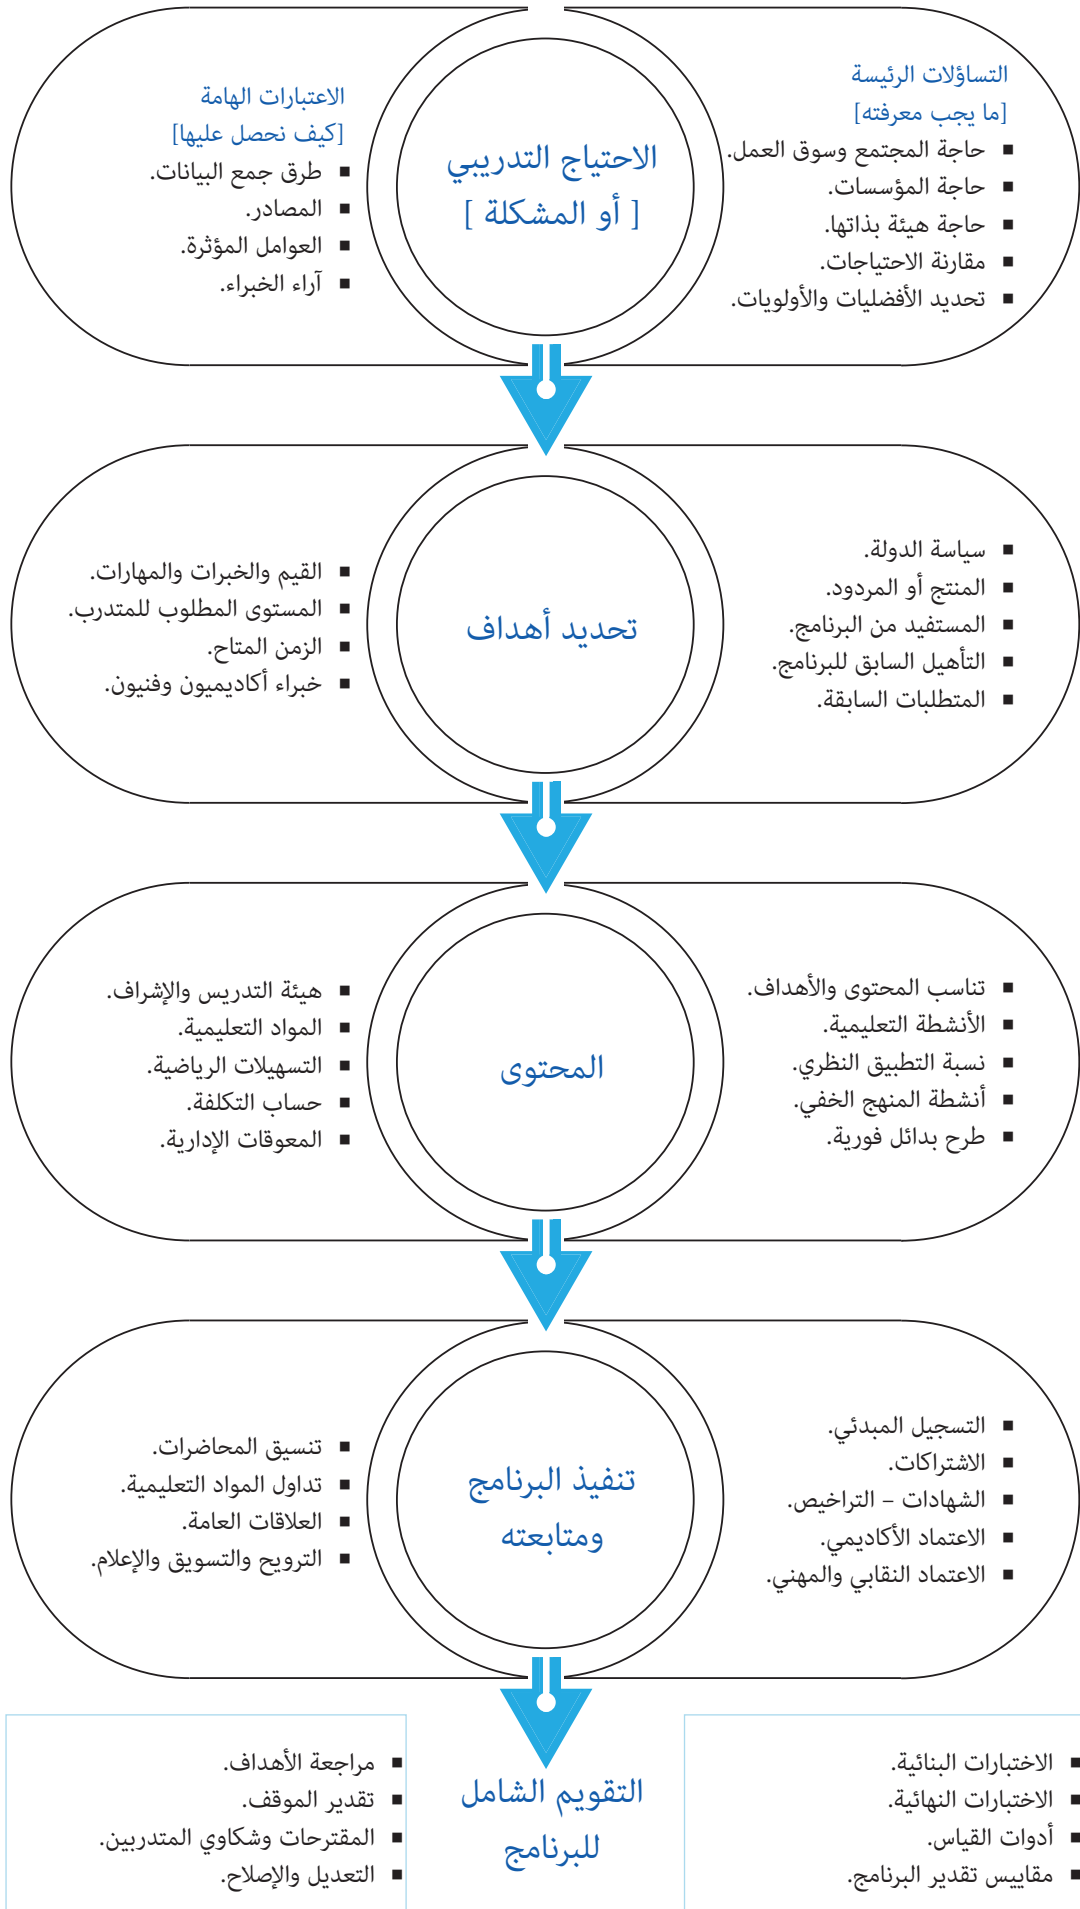 التساؤلات الرئيسة
[ما يجب معرفته]
▪ حاجة المجتمع وسوق العمل.
▪ حاجة المؤسسات.
▪ حاجة هيئة بذاتها.
▪ مقارنة الاحتياجات.
▪ تحديد الأفضليات والأولويات.
الاحتياج التدريبي
[ أو المشكلة ]
الاعتبارات الهامة
[كيف نحصل عليها]
▪ طرق جمع البيانات.
▪ المصادر.
▪ العوامل المؤثرة.
▪ آراء الخبراء.
▪ سياسة الدولة.
▪ المنتج أو المردود.
▪ المستفيد من البرنامج.
▪ التأهيل السابق للبرنامج.
▪ المتطلبات السابقة.
تحديد أهداف
▪ القيم والخبرات والمهارات.
▪ المستوى المطلوب للمتدرب.
▪ الزمن المتاح.
▪ خبراء أكاديميون وفنيون.
▪ تناسب المحتوى والأهداف.
▪ الأنشطة التعليمية.
▪ نسبة التطبيق النظري.
▪ أنشطة المنهج الخفي.
▪ طرح بدائل فورية.
المحتوى
▪ هيئة التدريس والإشراف.
▪ المواد التعليمية.
▪ التسهيلات الرياضية.
▪ حساب التكلفة.
▪ المعوقات الإدارية.
▪ التسجيل المبدئي.
▪ الاشتراكات.
▪ الشهادات – التراخيص.
▪ الاعتماد الأكاديمي.
▪ الاعتماد النقابي والمهني.
تنفيذ البرنامج
ومتابعته
▪ تنسيق المحاضرات.
▪ تداول المواد التعليمية.
▪ العلاقات العامة.
▪ الترويح والتسويق والإعلام.
▪ الاختبارات البنائية.
▪ الاختبارات النهائية.
▪ أدوات القياس.
▪ مقاييس تقدير البرنامج.
التقويم الشامل
للبرنامج
▪ مراجعة الأهداف.
▪ تقدير الموقف.
▪ المقترحات وشكاوي المتدربين.
▪ التعديل والإصلاح.